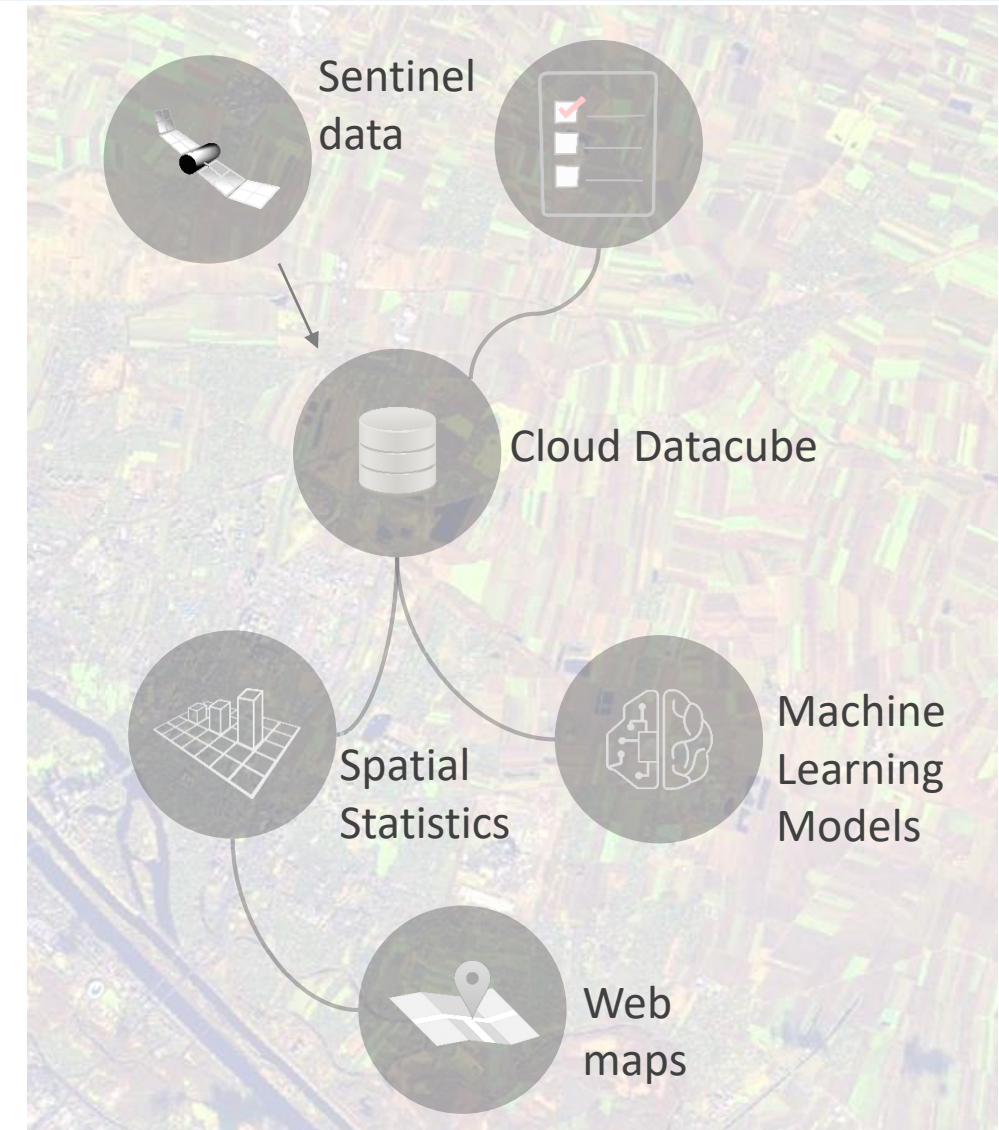 Sentinel
data
Cloud Datacube
Spatial
Statistics
Machine
Learning
Models
Web
maps